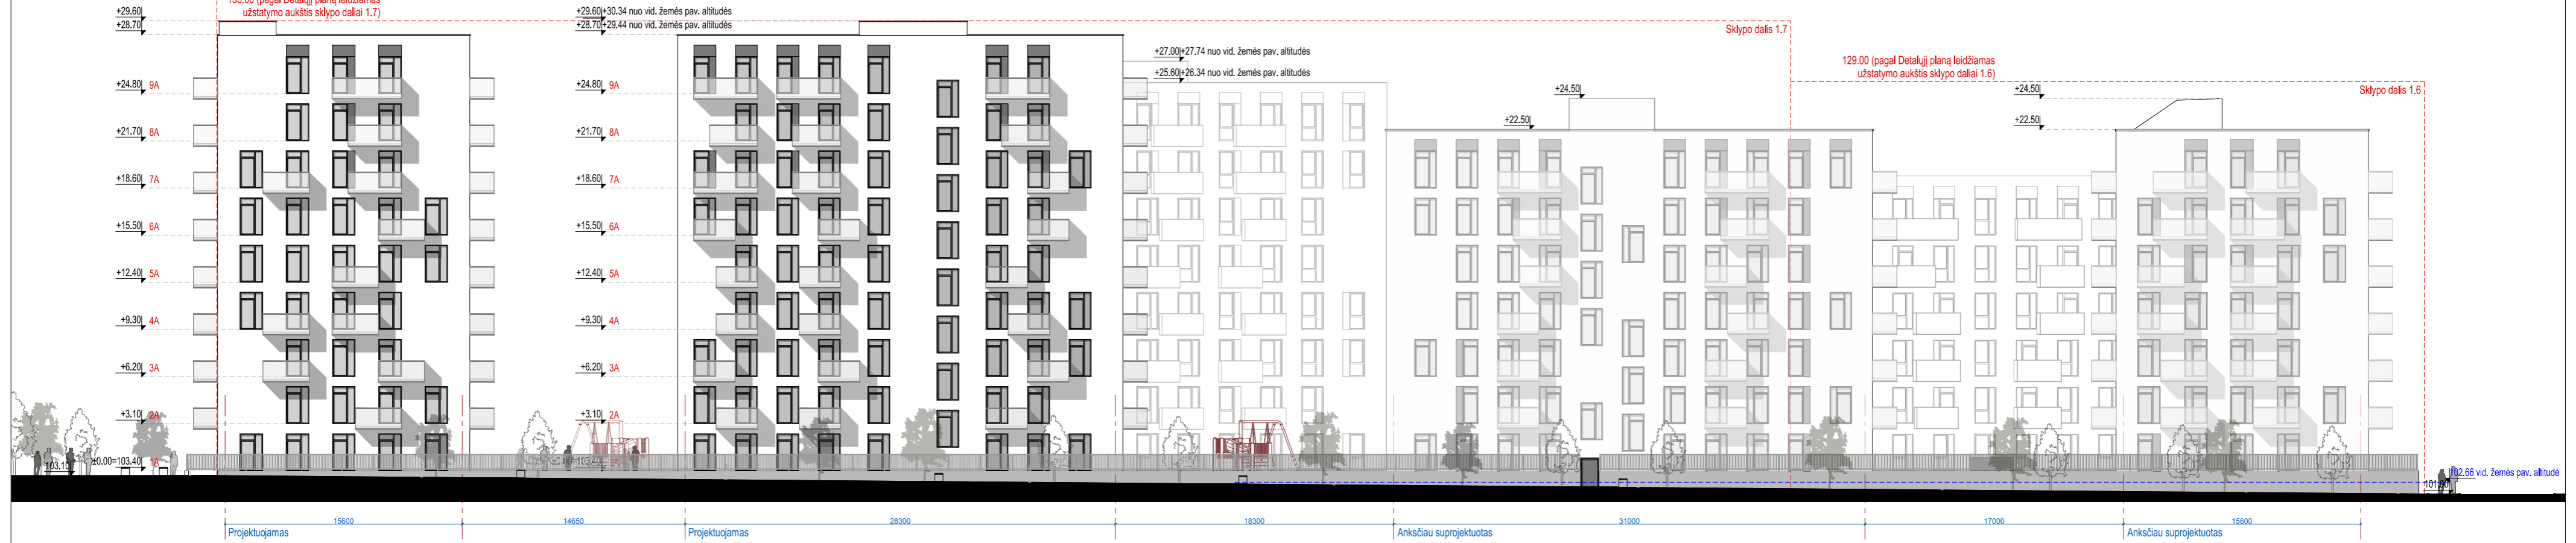 užstatymo aukštis sklypo daliai 1.7)
+29.60
+28.70
+24.80 9A
+21.70 8A
+18.60 7A
+15.50 6A
+12.40 5A
+9.30 4A
+6.20 3A
+3.10 2A
±0.00=103.40 1A
103.10
+29.60 +30.34 nuo vid. žemės pav. altitudės
+28.70 +29.44 nuo vid. žemės pav. altitudės
+24.80 9A
+21.70 8A
+18.60 7A
+15.50 6A
+12.40 5A
+9.30 4A
+6.20 3A
+3.10 2A
±0.00=103.40
+27.00 +27.74 nuo vid. žemės pav. altitudės
+25.60 +26.34 nuo vid. žemės pav. altitudės
+24.50
+22.50
Sklypo dalis 1.7
129.00 (pagal Detalųjį planą leidžiamas
užstatymo aukštis sklypo daliai 1.6)
+24.50
+22.50
Sklypo dalis 1.6
102.66 vid. žemės pav. altitudė
15600
14650
28300
18300
31000
17000
15600
Projektuojamas
Projektuojamas
Anksčiau suprojektuotas
Anksčiau suprojektuotas